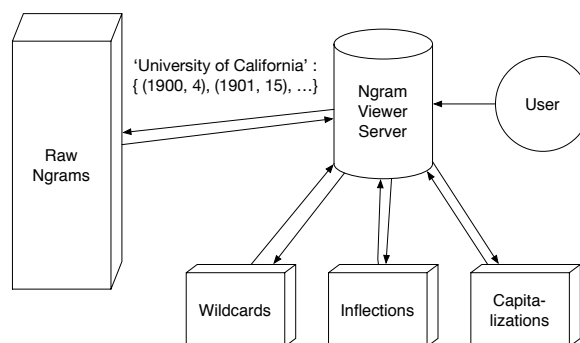 ‘University of California’ :
{ (1900, 4), (1901, 15), …}
Ngram
Viewer
Server
User
Raw
Ngrams
Wildcards
Inflections
Capita-
lizations